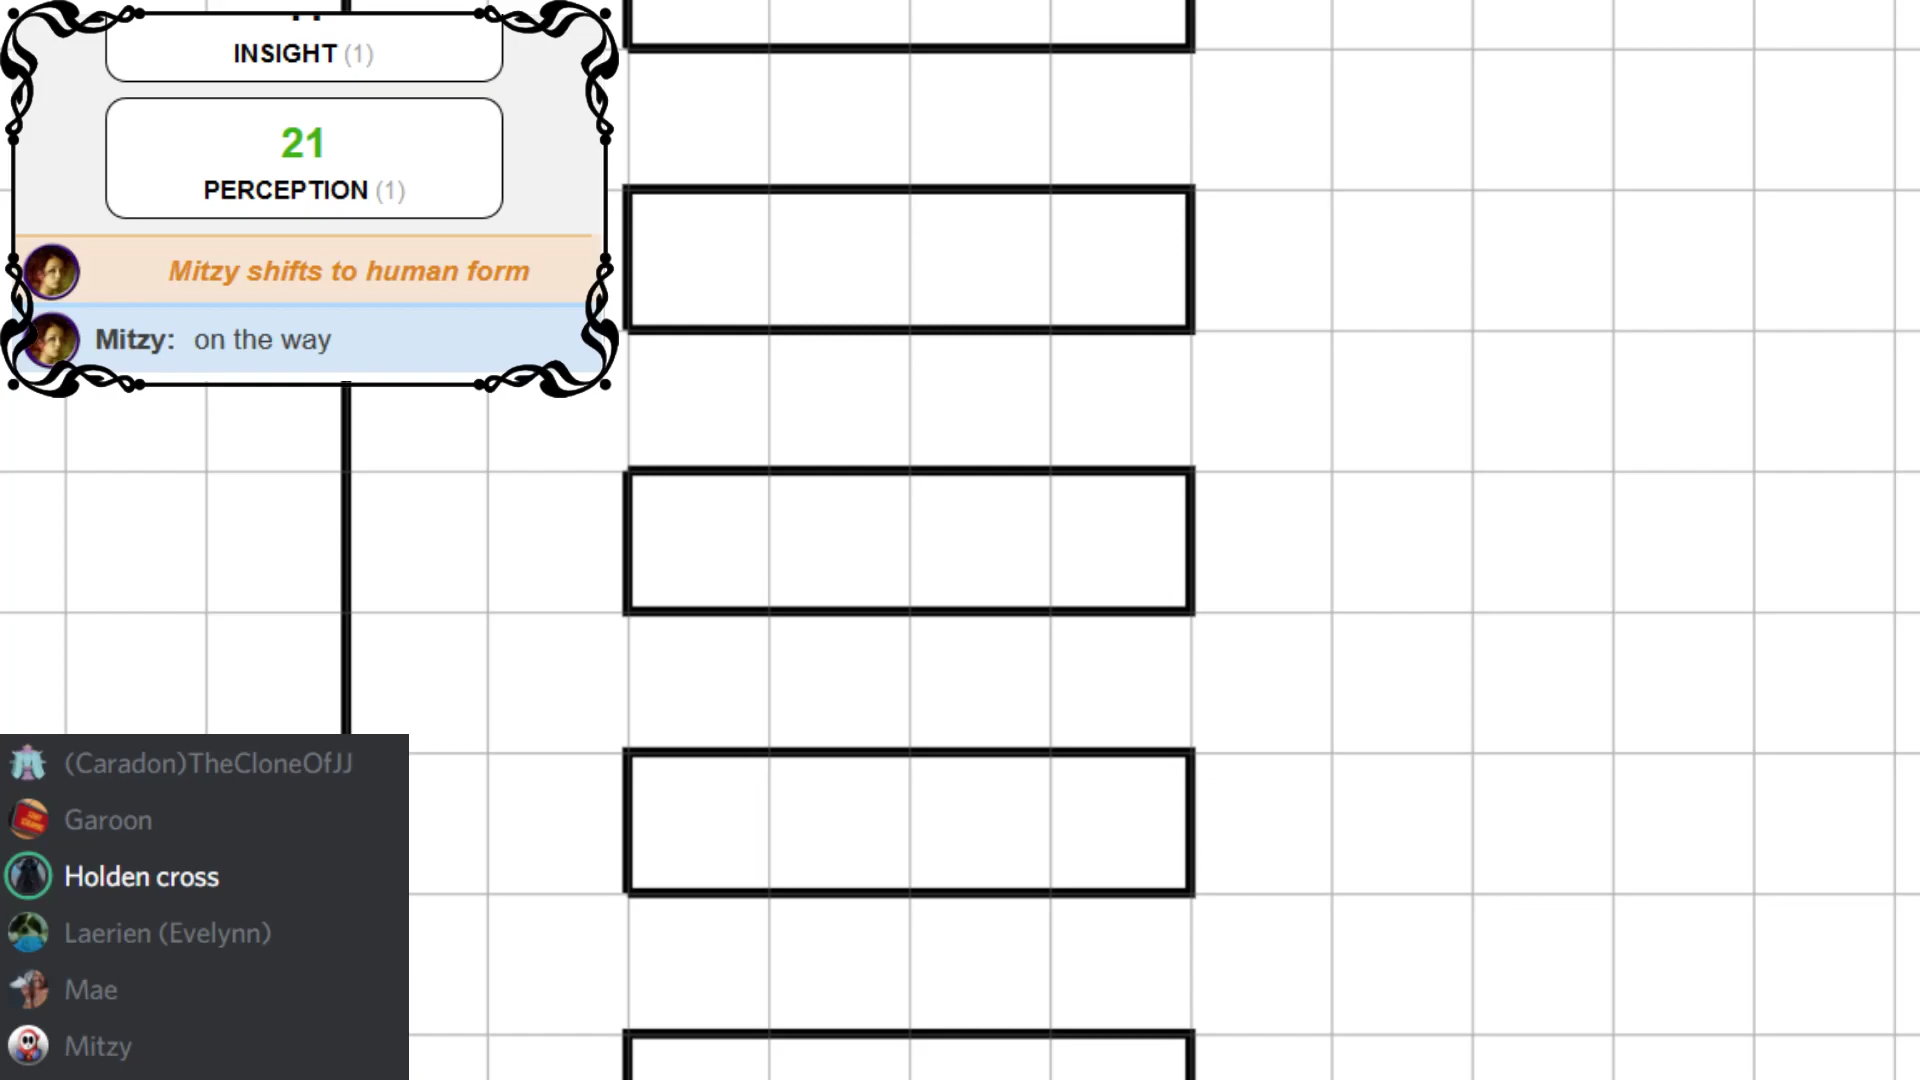 INSIGHT (1)
21
PERCEPTION (1)
Mitzy shifts to human form
Mitzy: on the way
(Caradon)TheCloneOfJJ
Garoon
Holden cross
Laerien (Evelynn)
Mae
Mitzy